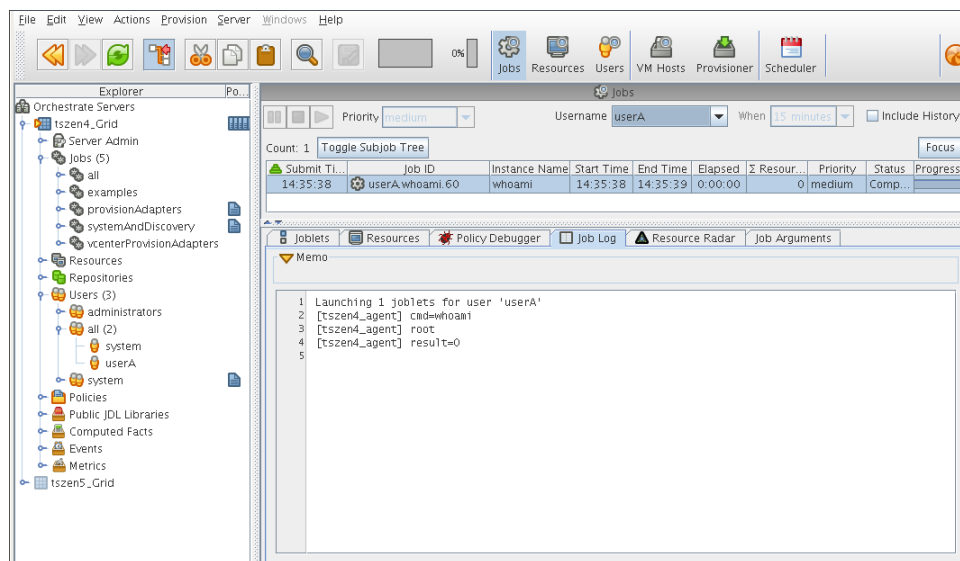 File Edit View Actions Provision Server Windows Help
0%
Jobs Resources Users VM Hosts Provisioner Scheduler
Explorer Po...
Orchestrate Servers
tszen4_Grid
Server Admin
Jobs (5)
all
examples
provisionAdapters
systemAndDiscovery
vcenterProvisionAdapters
Resources
Repositories
Users (3)
administrators
all (2)
system
userA
system
Policies
Public JDL Libraries
Computed Facts
Events
Metrics
tszen5_Grid
Jobs
Priority medium Username userA When 15 minutes Include History
Count: 1 Toggle Subjob Tree Focus
Submit Ti... Job ID Instance Name Start Time End Time Elapsed Σ Resour... Priority Status Progress
14:35:38 userA.whoami.60 whoami 14:35:38 14:35:39 0:00:00 0 medium Comp...
Joblets Resources Policy Debugger Job Log Resource Radar Job Arguments
Memo
1 Launching 1 joblets for user 'userA'
2 [tszen4_agent] cmd=whoami
3 [tszen4_agent] root
4 [tszen4_agent] result=0
5